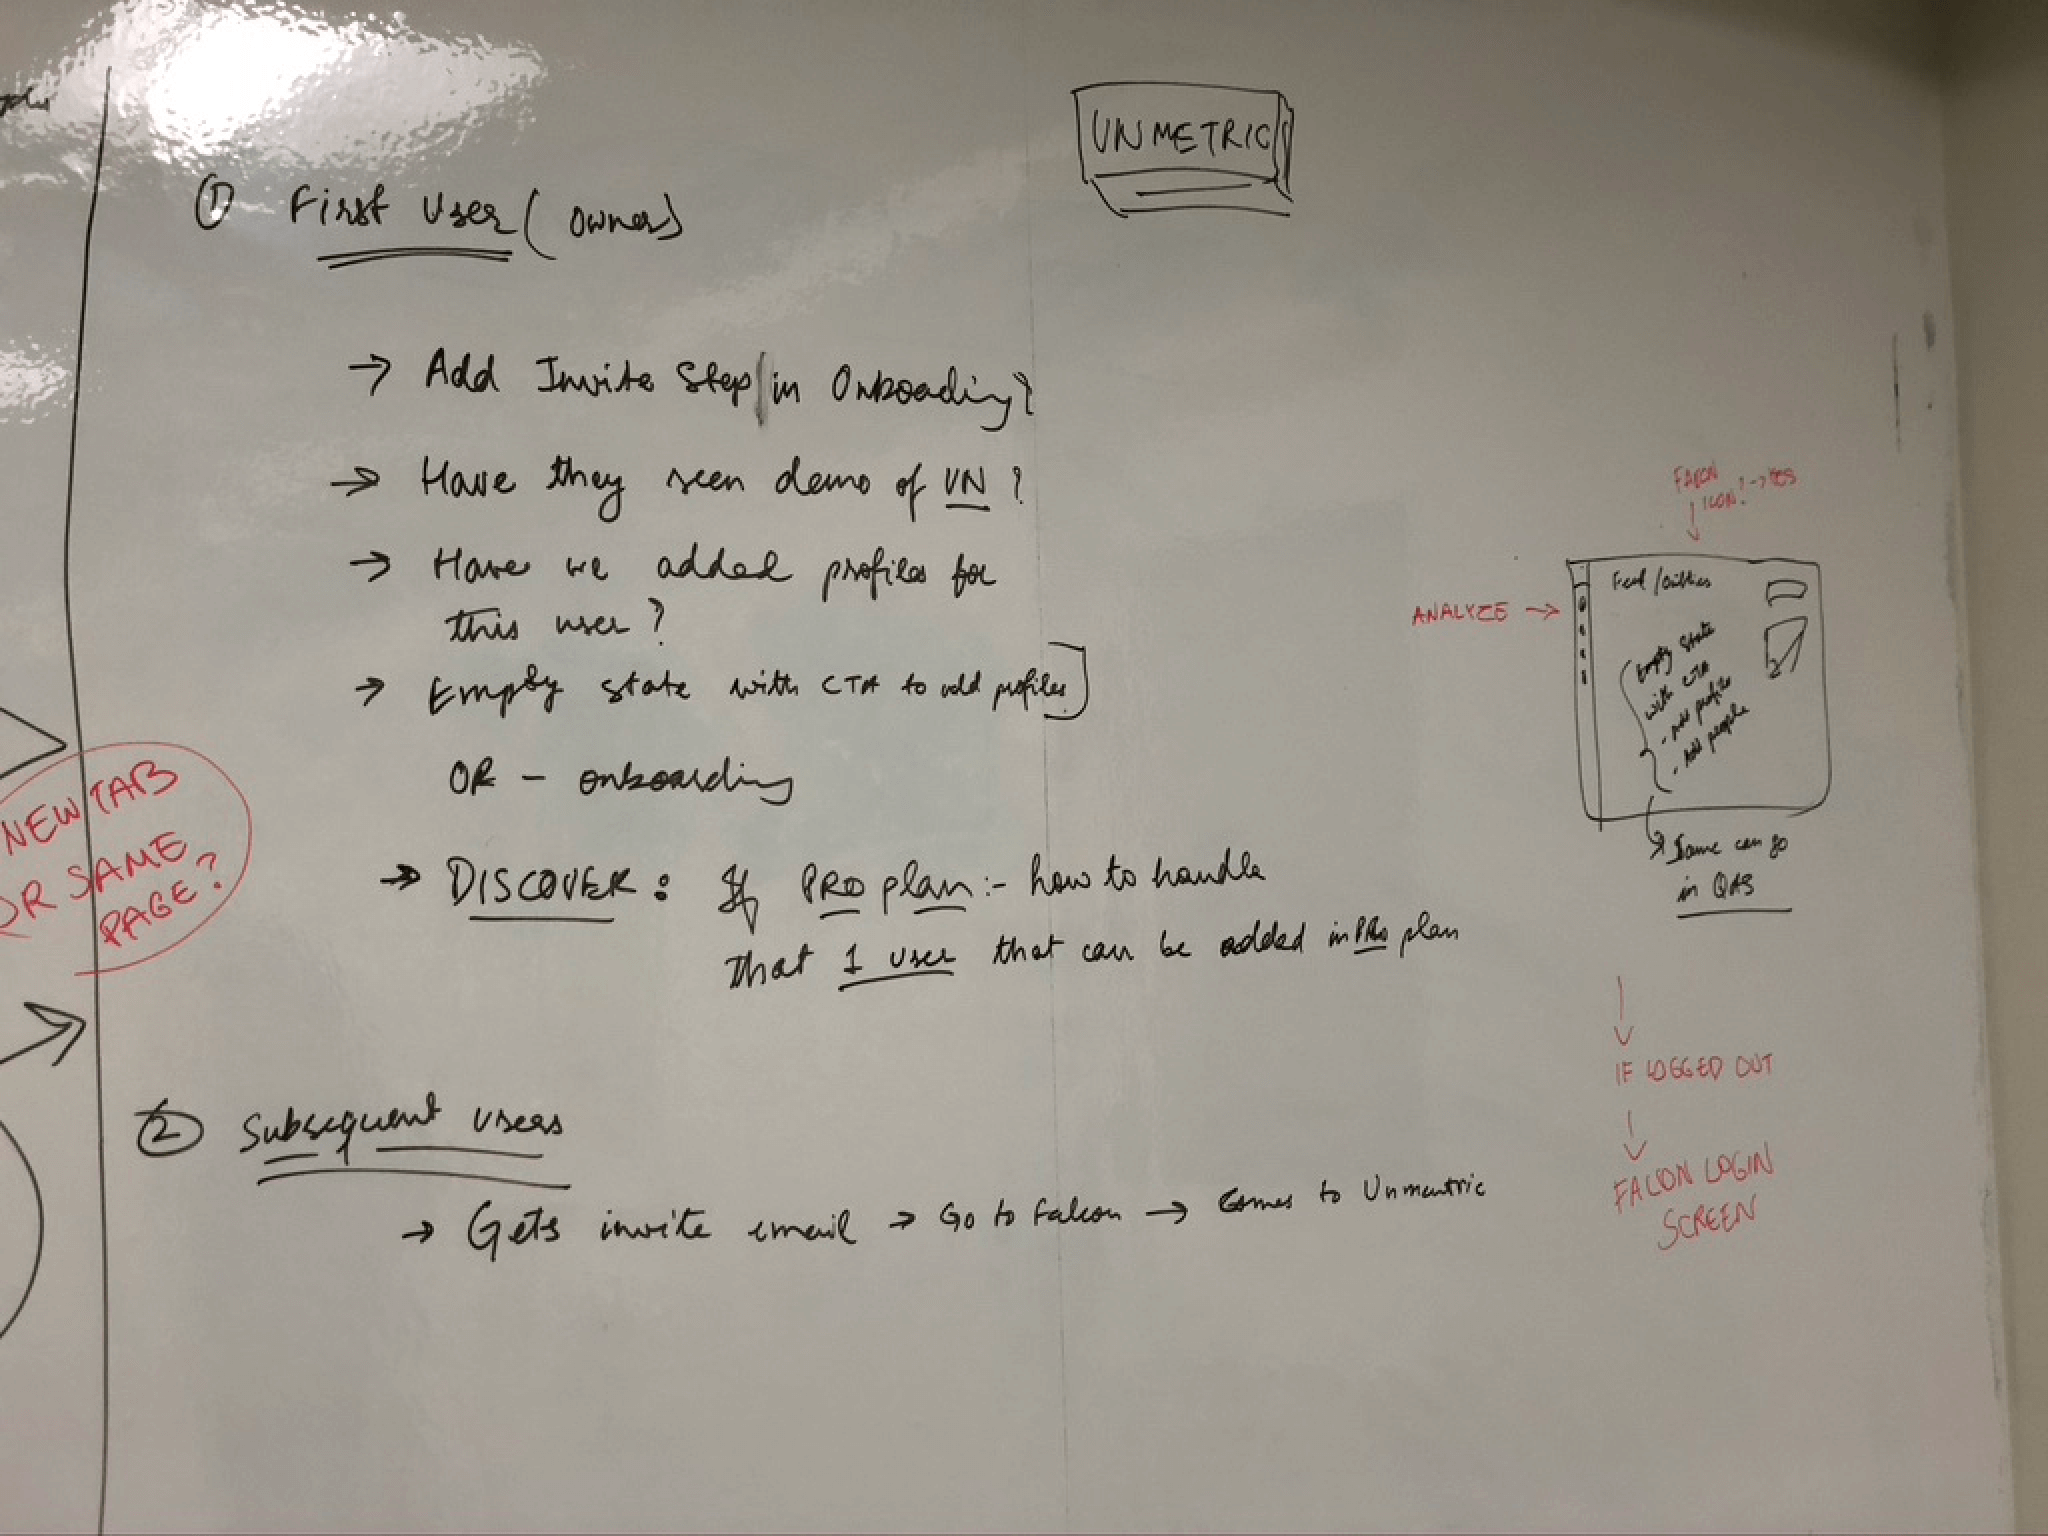 UNMETRIC
① First User (Owner)
→ Add Invite Step in Onboarding?
→ Have they seen demo of UN?
→ Have we added profiles for
this user?
→ Empty state with CTA to add profiles
OR - onboarding
→ DISCOVER: If PRO plan:- how to handle
that 1 user that can be added in PRO plan
② Subsequent users
→ Gets invite email → Go to Falcon → Comes to Unmentric
NEW TAB
OR SAME
PAGE?
FALCON
ICON? → YES
ANALYZE →
Feed /
Empty State
with CTA
- Add profiles
- Add people
Same can go
in QAS
IF LOGGED OUT
FALCON LOGIN
SCREEN